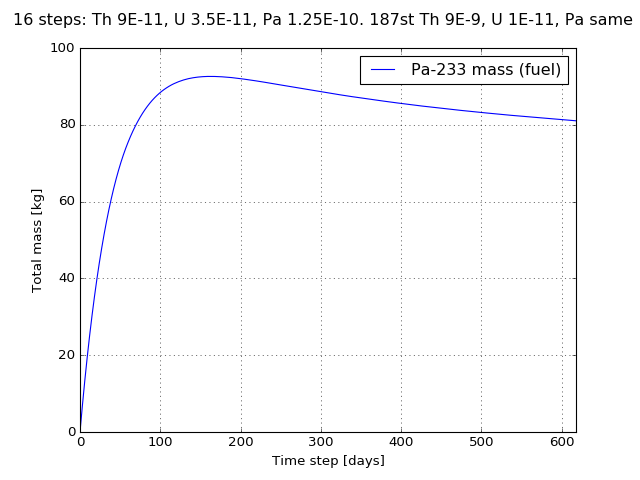 16 steps: Th 9E-11, U 3.5E-11, Pa 1.25E-10. 187st Th 9E-9, U 1E-11, Pa same
Pa-233 mass (fuel)
100
80
60
40
20
0
Total mass [kg]
0 100 200 300 400 500 600
Time step [days]